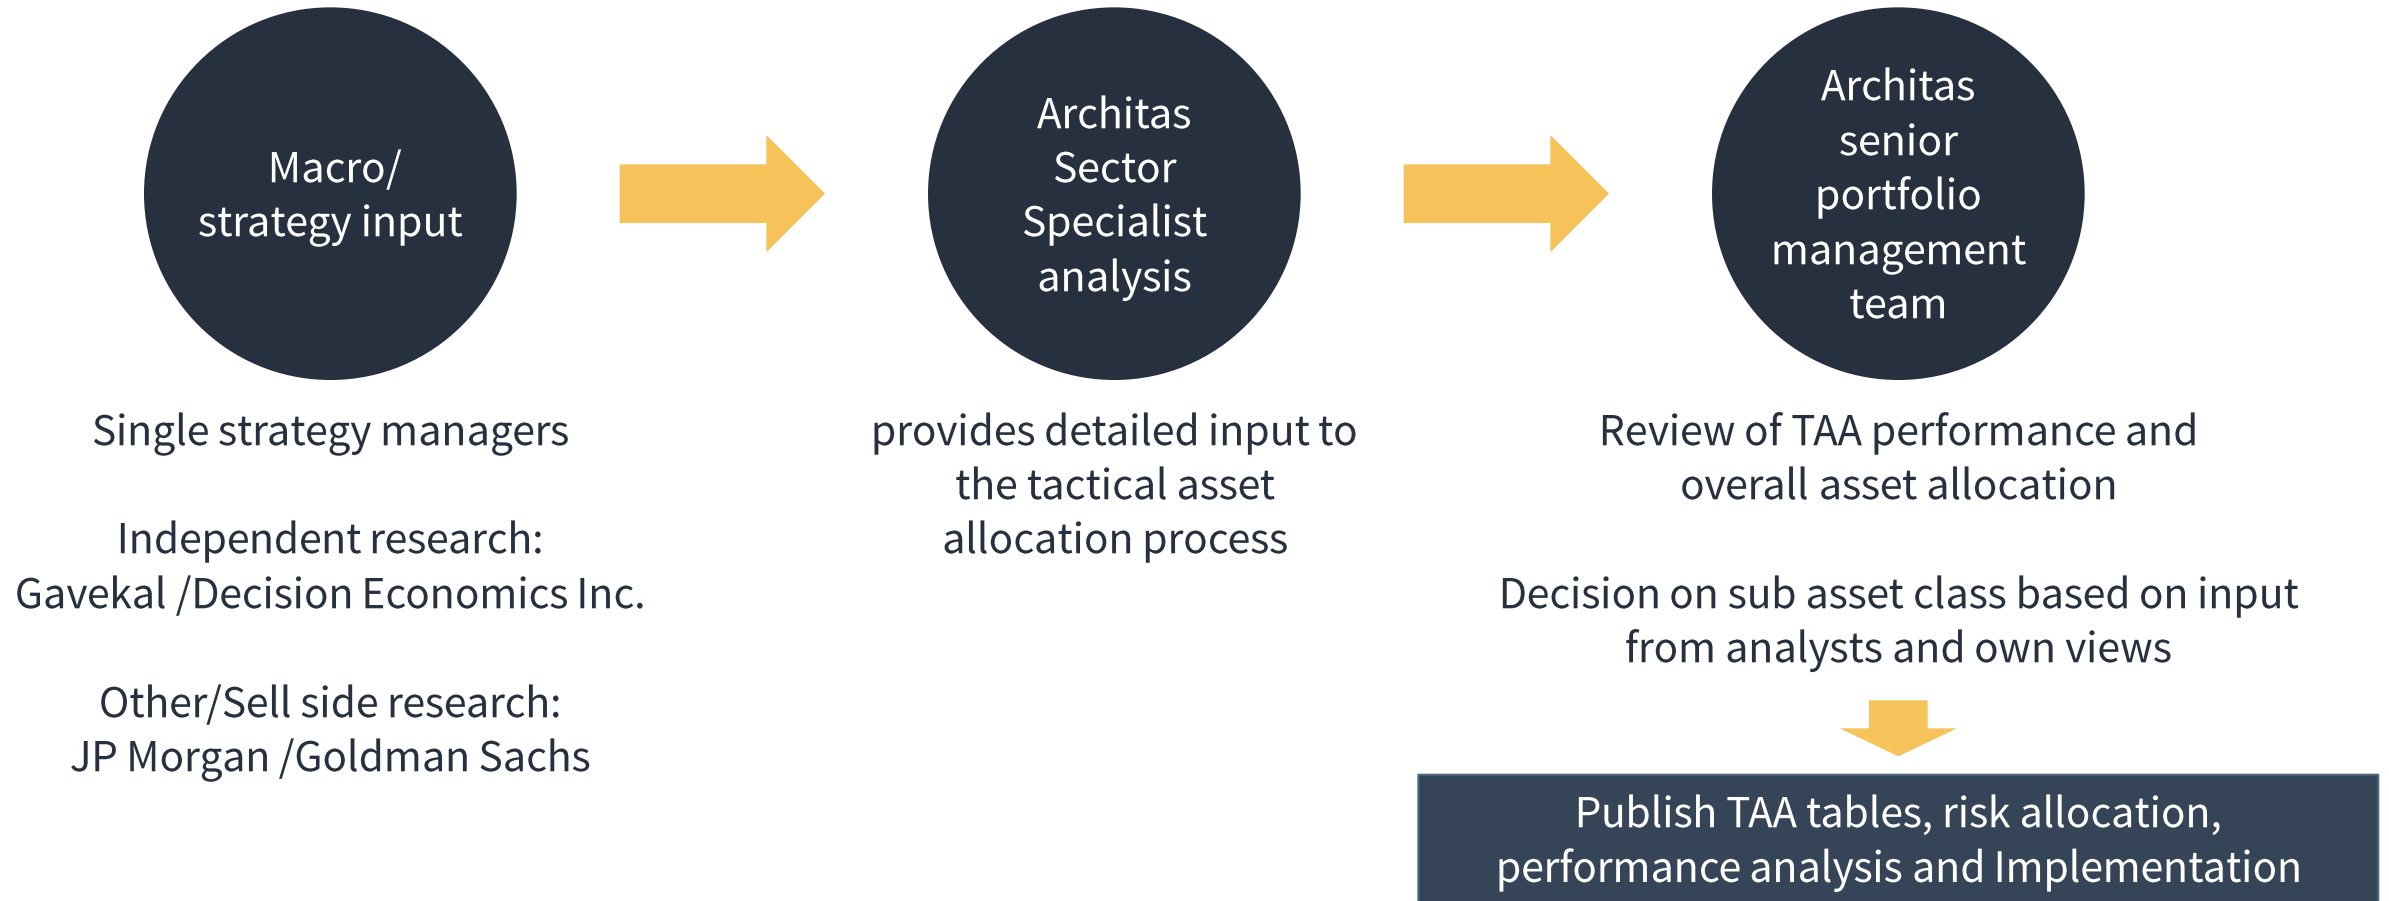 Macro/
strategy input
Single strategy managers
Independent research:
Gavekal /Decision Economics Inc.
Other/Sell side research:
JP Morgan /Goldman Sachs
Architas
Sector
Specialist
analysis
provides detailed input to
the tactical asset
allocation process
Architas
senior
portfolio
management
team
Review of TAA performance and
overall asset allocation
Decision on sub asset class based on input
from analysts and own views
Publish TAA tables, risk allocation,
performance analysis and Implementation